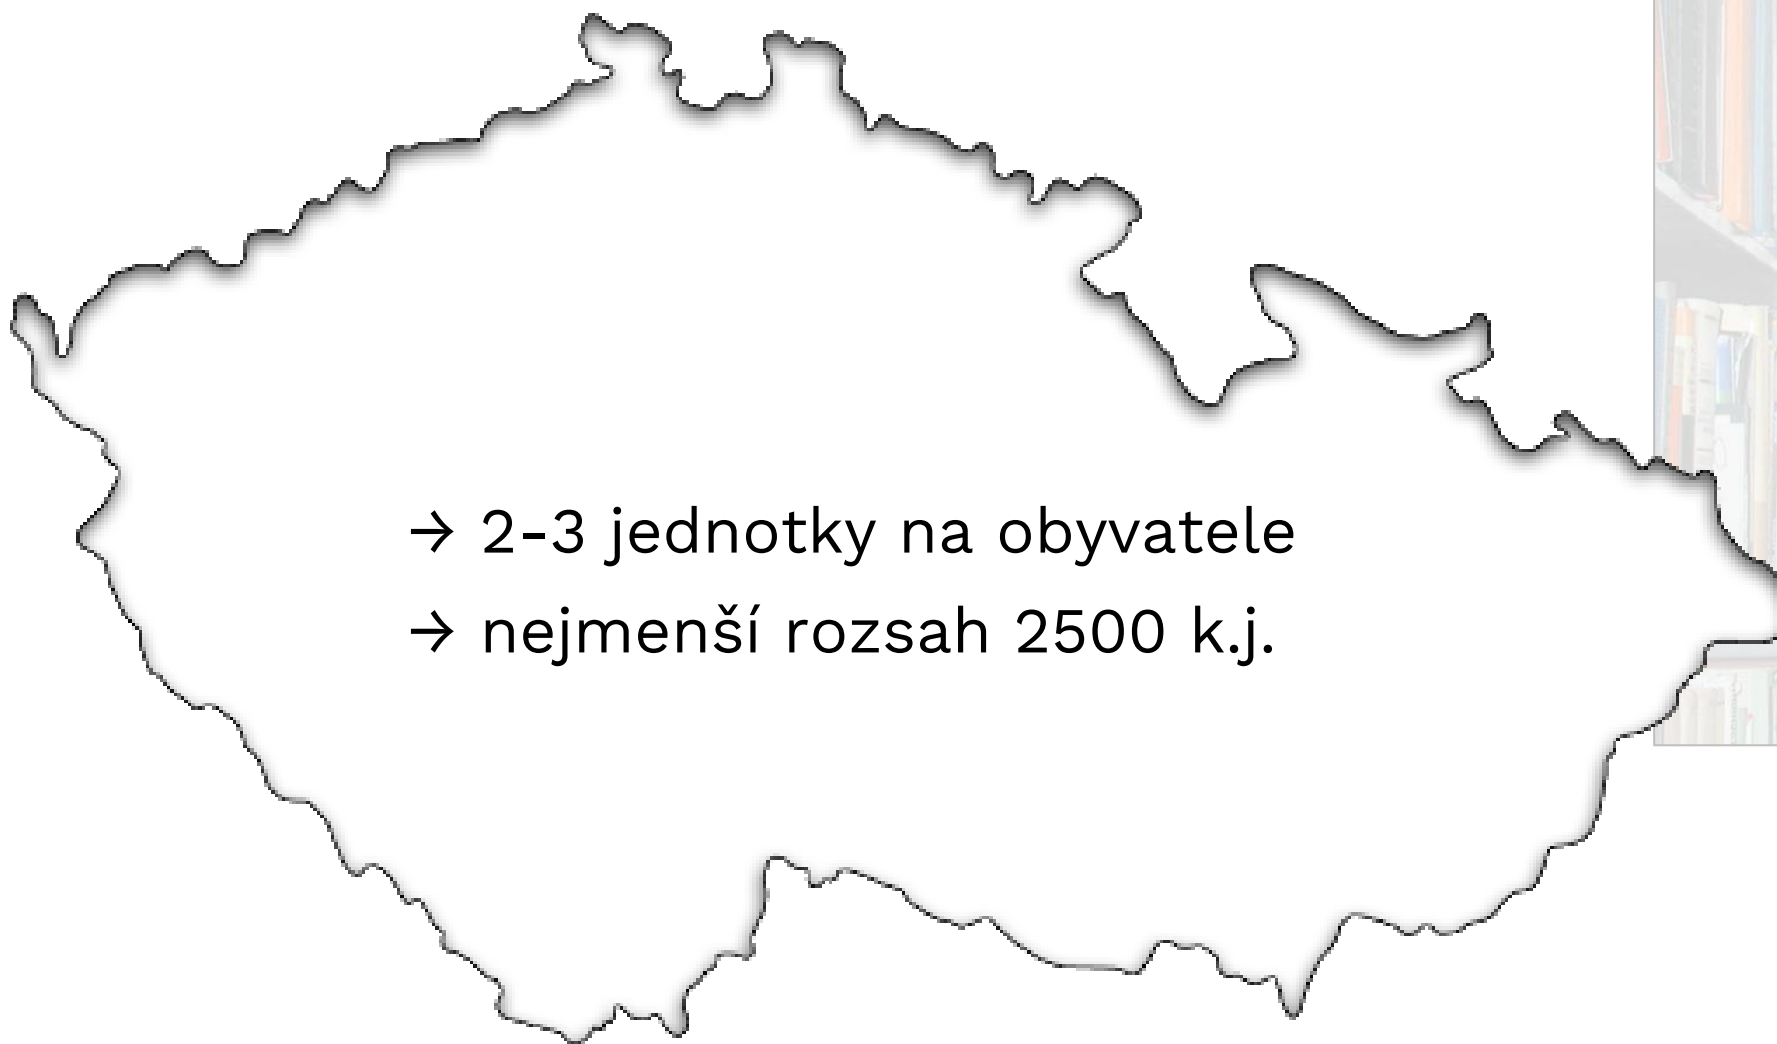 → 2-3 jednotky na obyvatele
→ nejmenší rozsah 2500 k.j.